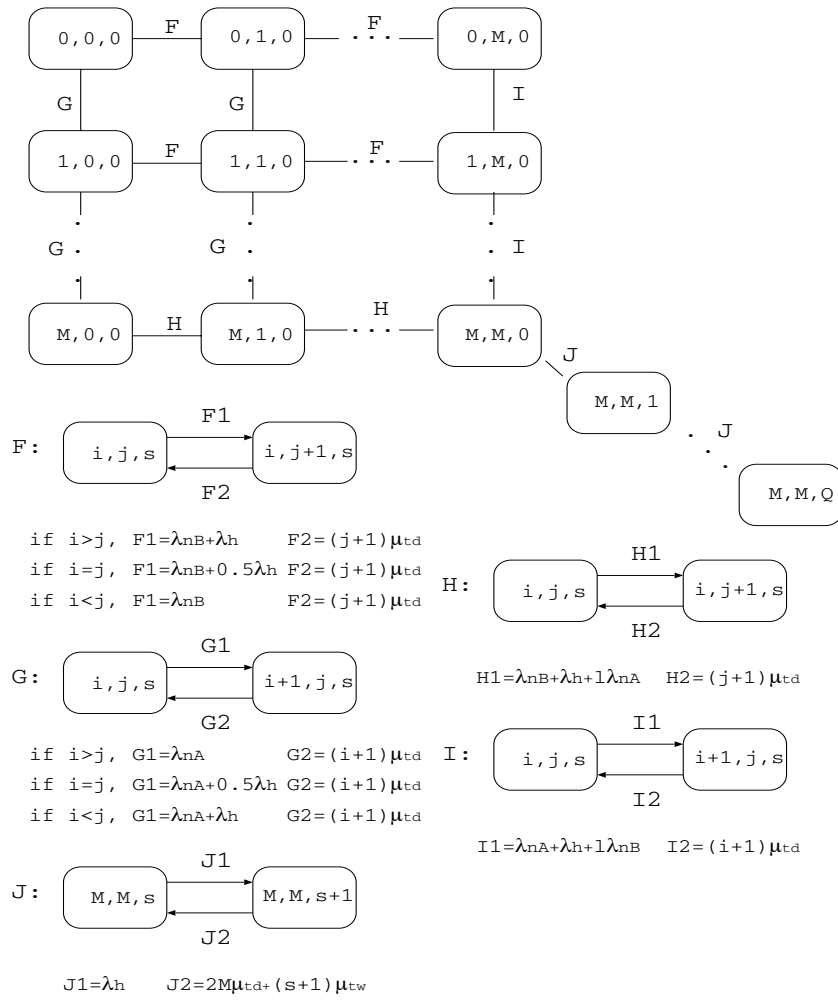 0,0,0 F 0,1,0 . . . F 0,M,0
G G I
1,0,0 F 1,1,0 . . . F 1,M,0
G G I
M,0,0 H M,1,0 . . . H M,M,0
J
M,M,1
J
M,M,Q
F: i,j,s F1 i,j+1,s
F2
if i>j, F1=λnB+λh F2=(j+1)μtd
if i=j, F1=λnB+0.5λh F2=(j+1)μtd
if i<j, F1=λnB F2=(j+1)μtd
H: i,j,s H1 i,j+1,s
H2
H1=λnB+λh+lλnA H2=(j+1)μtd
G: i,j,s G1 i+1,j,s
G2
if i>j, G1=λnA G2=(i+1)μtd
if i=j, G1=λnA+0.5λh G2=(i+1)μtd
if i<j, G1=λnA+λh G2=(i+1)μtd
I: i,j,s I1 i+1,j,s
I2
I1=λnA+λh+lλnB I2=(i+1)μtd
J: M,M,s J1 M,M,s+1
J2
J1=λh J2=2Mμtd+(s+1)μtw